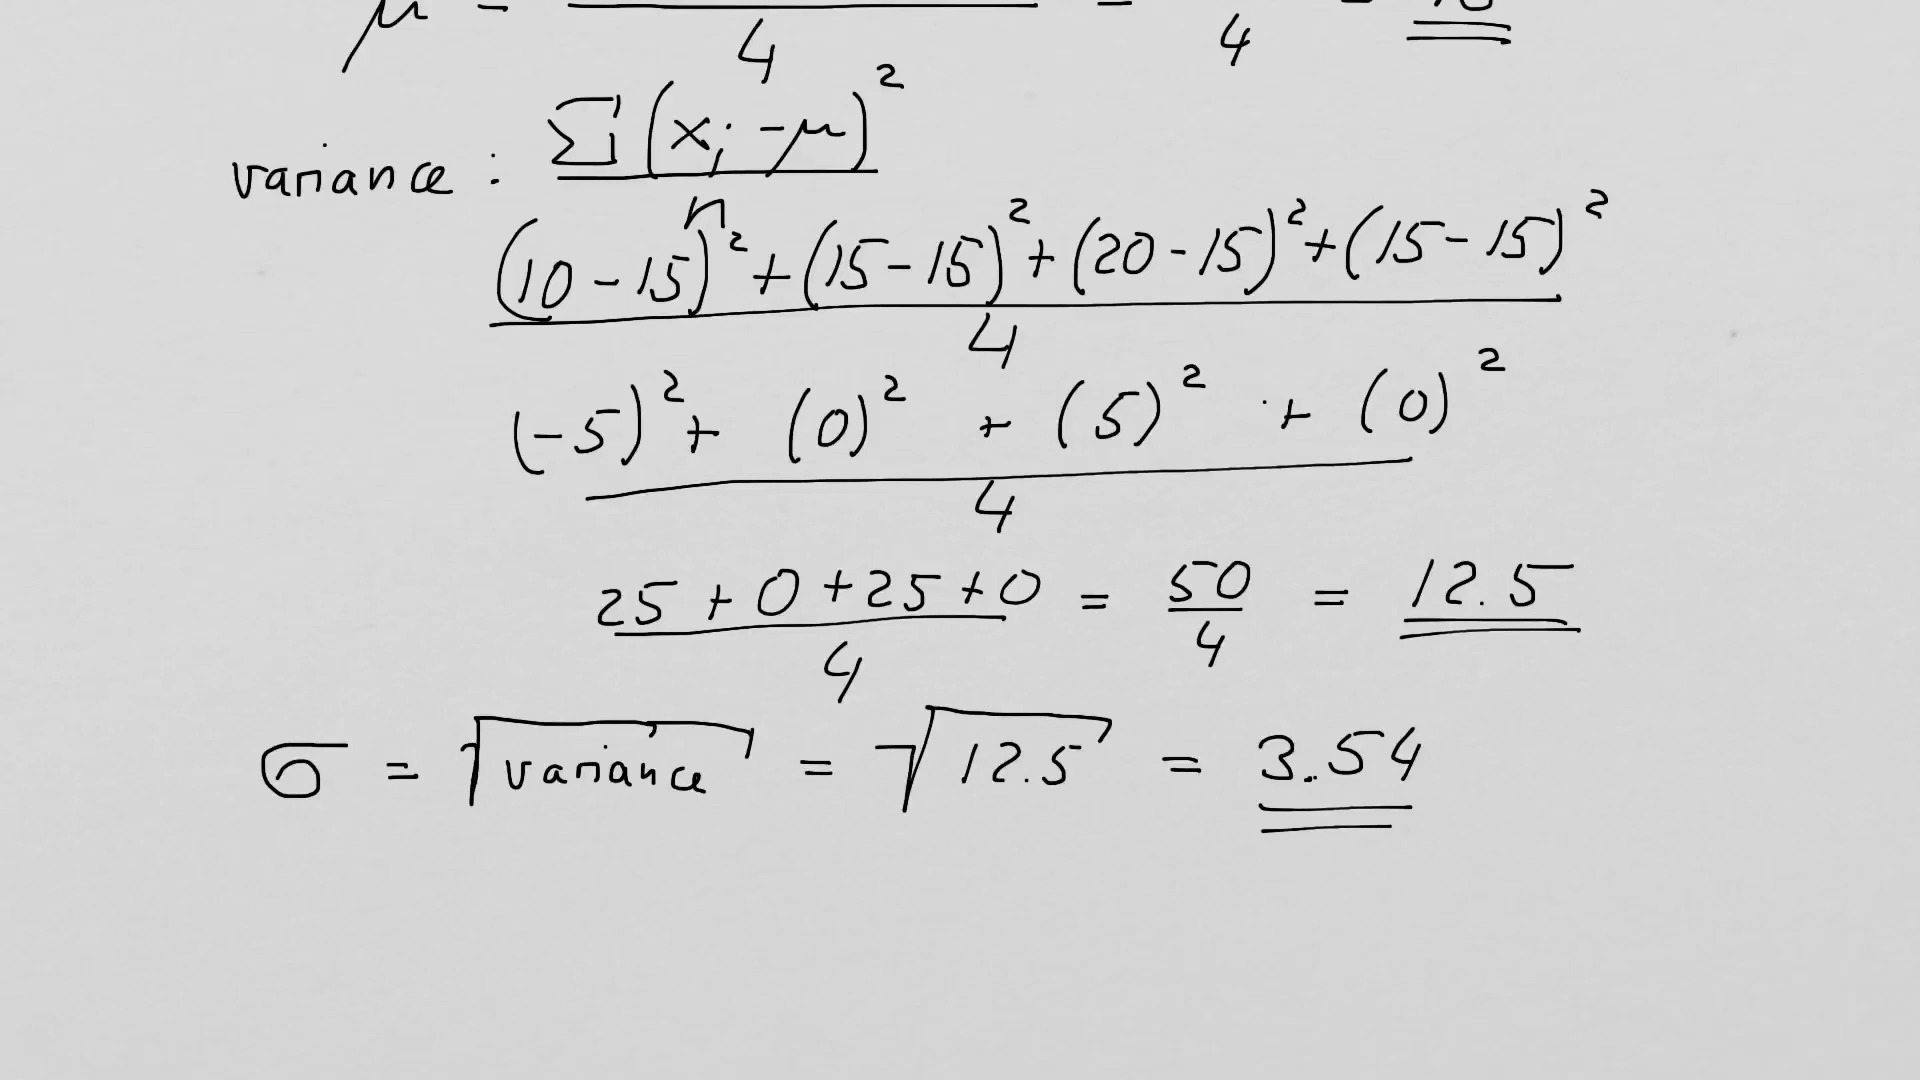 μ = 4 = 4 =
variance : Σ(xi - μ)² / n
(10 - 15)² + (15 - 15)² + (20 - 15)² + (15 - 15)² / 4
(-5)² + (0)² + (5)² + (0)² / 4
25 + 0 + 25 + 0 / 4 = 50 / 4 = 12.5
σ = √variance = √12.5 = 3.54